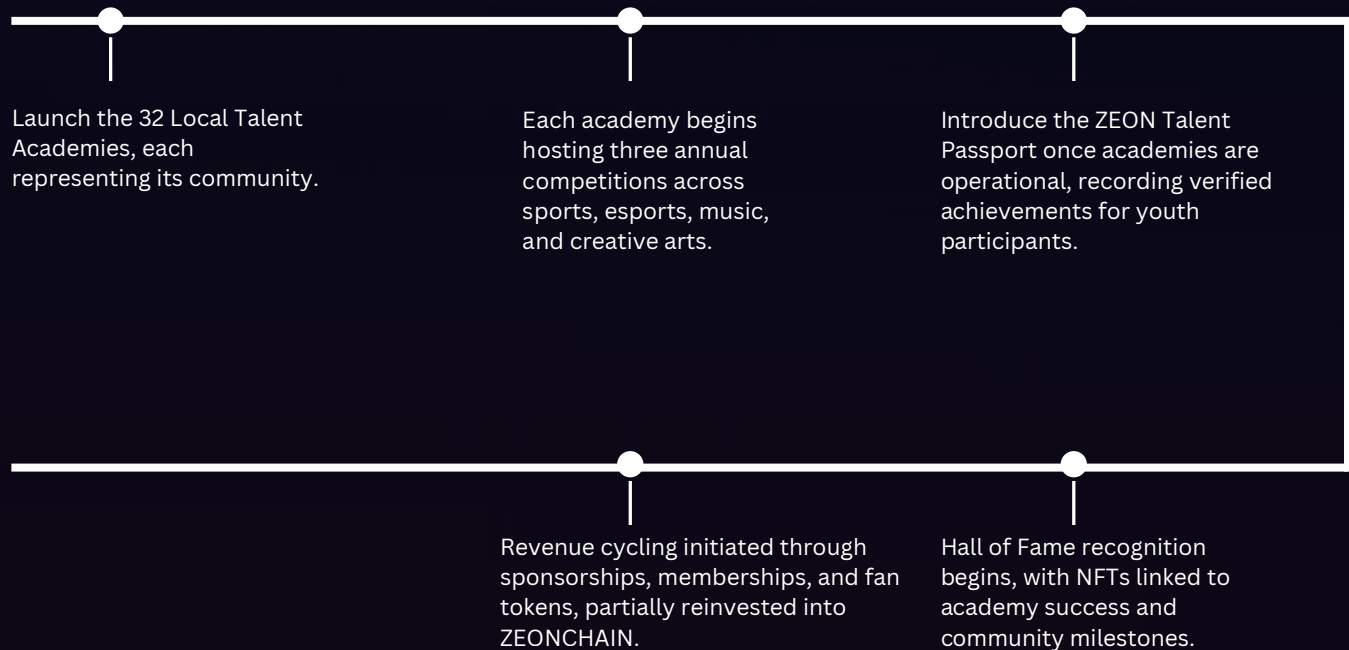 Launch the 32 Local Talent
Academies, each
representing its community.
Each academy begins
hosting three annual
competitions across
sports, esports, music,
and creative arts.
Introduce the ZEON Talent
Passport once academies are
operational, recording verified
achievements for youth
participants.
Revenue cycling initiated through
sponsorships, memberships, and fan
tokens, partially reinvested into
ZEONCHAIN.
Hall of Fame recognition
begins, with NFTs linked to
academy success and
community milestones.